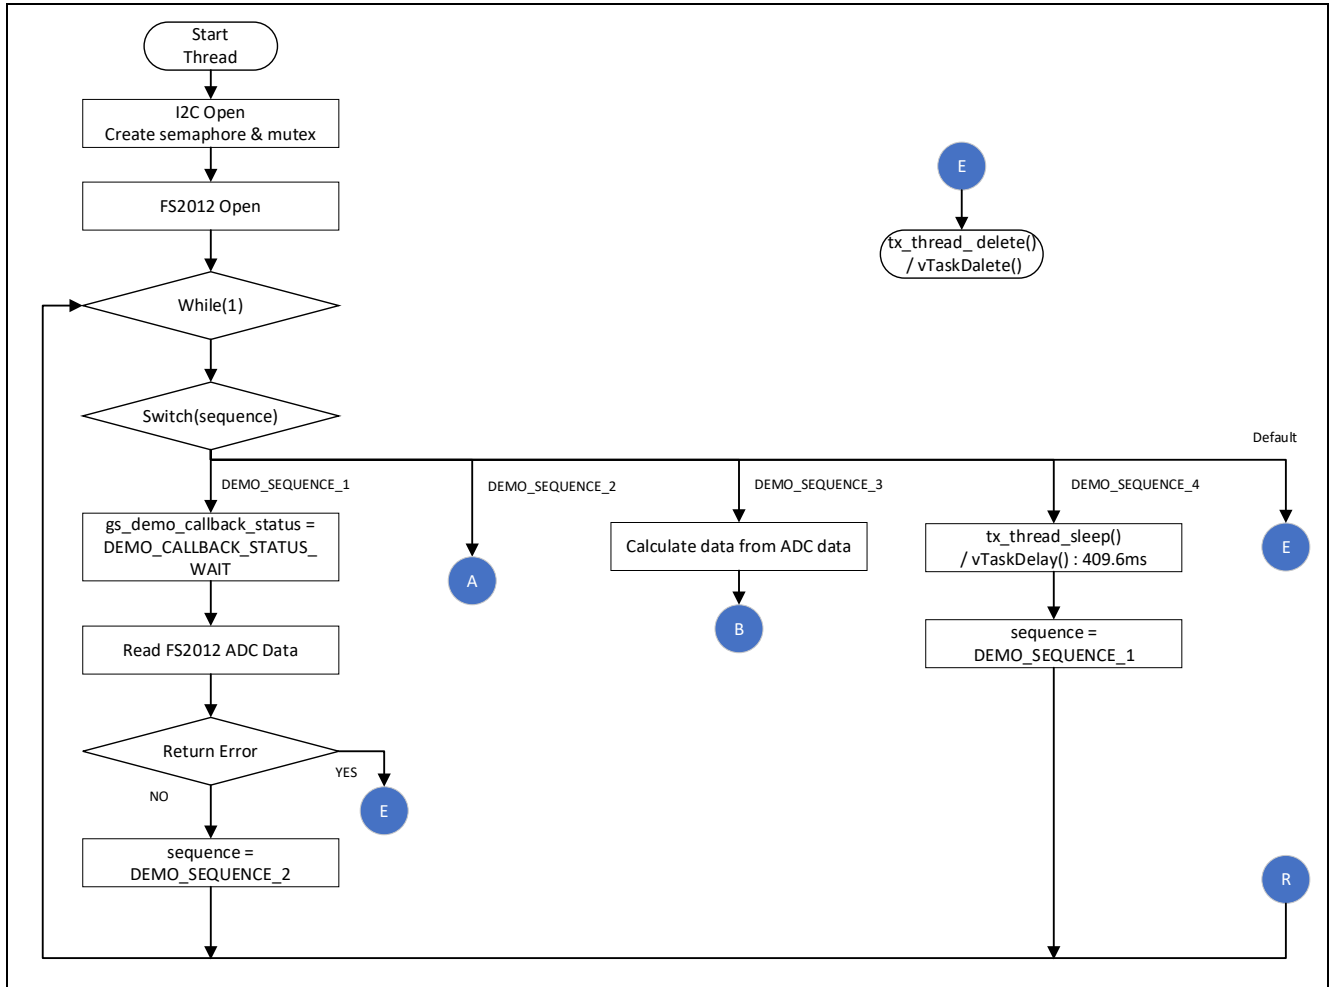 Start
Thread
I2C Open
Create semaphore & mutex
E
FS2012 Open
tx_thread_ delete()
/ vTaskDalete()
While(1)
Switch(sequence)
Default
DEMO_SEQUENCE_1
DEMO_SEQUENCE_2
DEMO_SEQUENCE_3
DEMO_SEQUENCE_4
gs_demo_callback_status =
DEMO_CALLBACK_STATUS_
WAIT
A
Calculate data from ADC data
B
tx_thread_sleep()
/ vTaskDelay() : 409.6ms
E
Read FS2012 ADC Data
sequence =
DEMO_SEQUENCE_1
Return Error
YES
NO
E
sequence =
DEMO_SEQUENCE_2
R